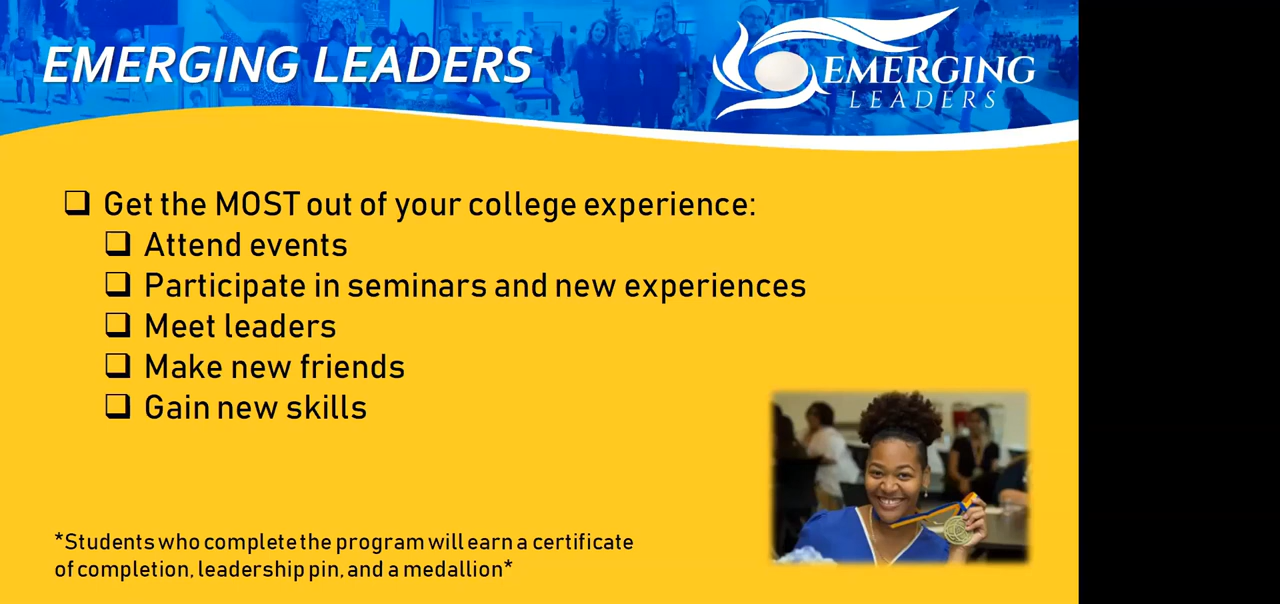 EMERGING LEADERS
EMERGING
LEADERS
Get the MOST out of your college experience:
Attend events
Participate in seminars and new experiences
Meet leaders
Make new friends
Gain new skills
*Students who complete the program will earn a certificate
of completion, leadership pin, and a medallion*